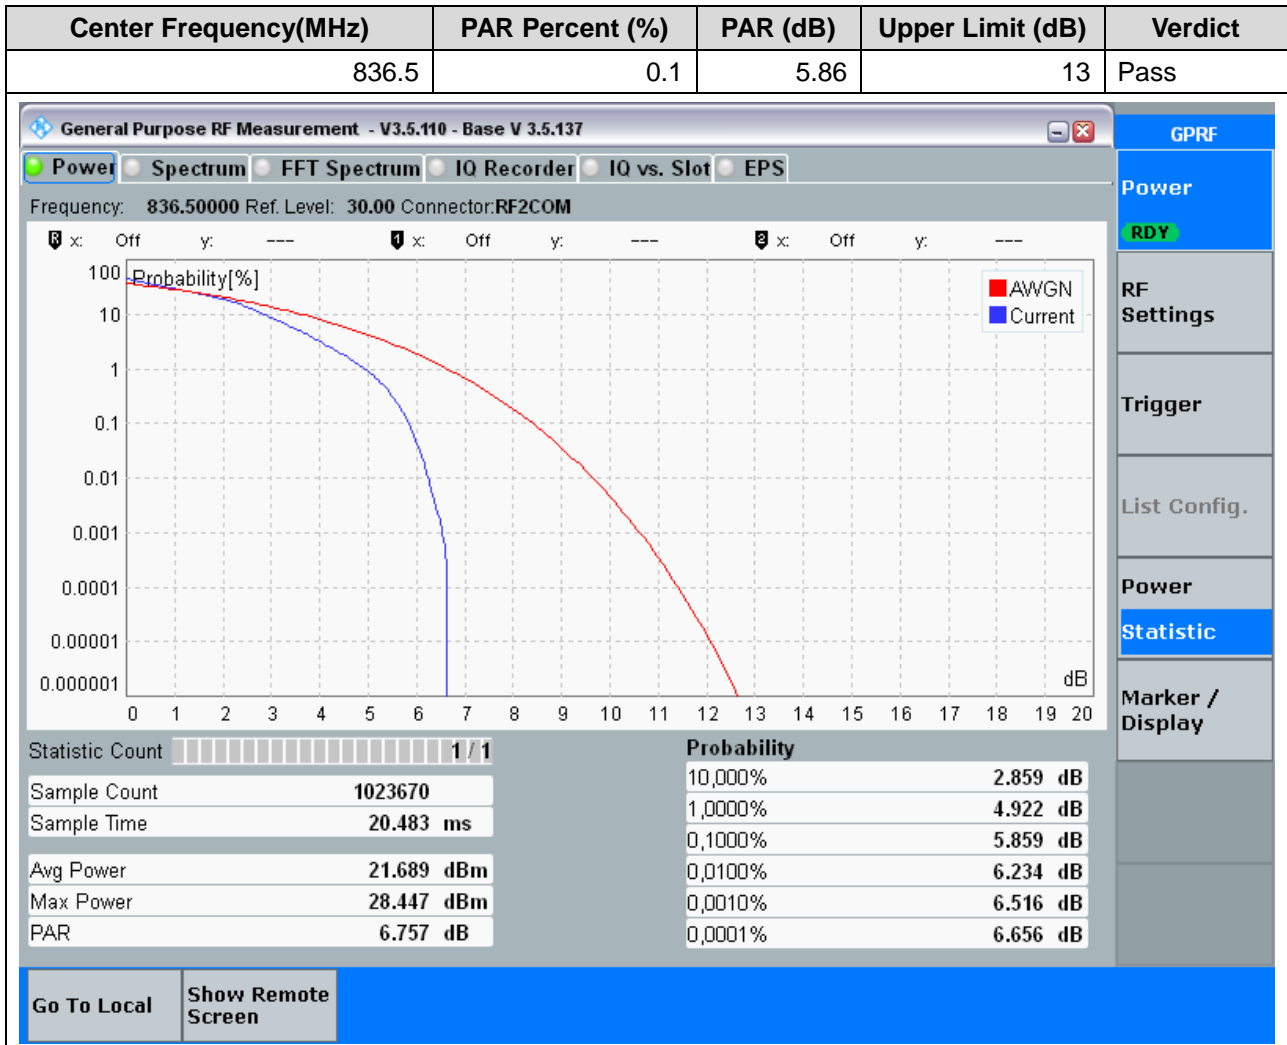 Center Frequency(MHz) PAR Percent (%) PAR (dB) Upper Limit (dB) Verdict
836.5 0.1 5.86 13 Pass
General Purpose RF Measurement - V3.5.110 - Base V 3.5.137
GPRF
Power Spectrum FFT Spectrum IQ Recorder IQ vs. Slot EPS
Frequency: 836.50000 Ref. Level: 30.00 Connector:RF2COM
R x: Off y: --- 1 x: Off y: --- 2 x: Off y: ---
Probability[%]
AWGN
Current
100
10
1
0.1
0.01
0.001
0.0001
0.00001
0.000001
dB
0 1 2 3 4 5 6 7 8 9 10 11 12 13 14 15 16 17 18 19 20
Statistic Count 1 / 1
Sample Count 1023670
Sample Time 20.483 ms
Avg Power 21.689 dBm
Max Power 28.447 dBm
PAR 6.757 dB
Probability
10,000% 2.859 dB
1,0000% 4.922 dB
0,1000% 5.859 dB
0,0100% 6.234 dB
0,0010% 6.516 dB
0,0001% 6.656 dB
Power
RDY
RF
Settings
Trigger
List Config.
Power
Statistic
Marker /
Display
Go To Local
Show Remote
Screen